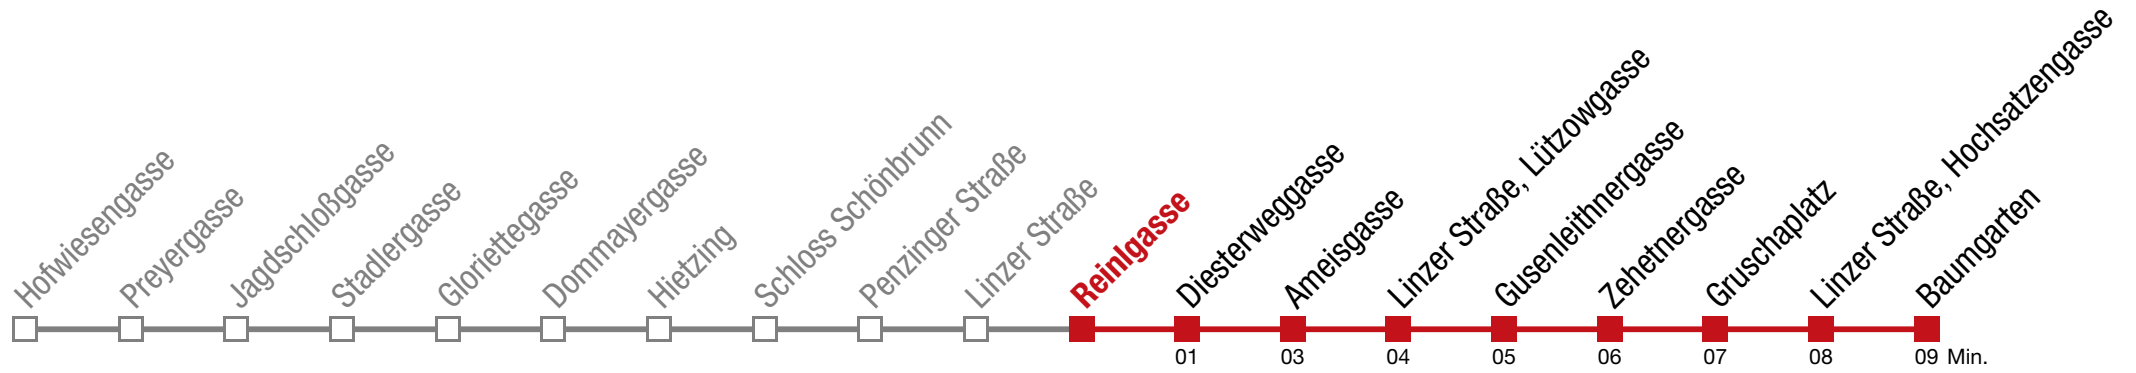 Hofwiesengasse
Preyergasse
Jagdschloßgasse
Stadlergasse
Gloriettegasse
Dommayergasse
Hietzing
Schloss Schönbrunn
Penzinger Straße
Linzer Straße
Reinlgasse
Diesterweggasse
Ameisgasse
Linzer Straße, Lützowgasse
Gusenleithnergasse
Zehetnergasse
Gruschaplatz
Linzer Straße, Hochsatzengasse
Baumgarten
01 03 04 05 06 07 08 09 Min.